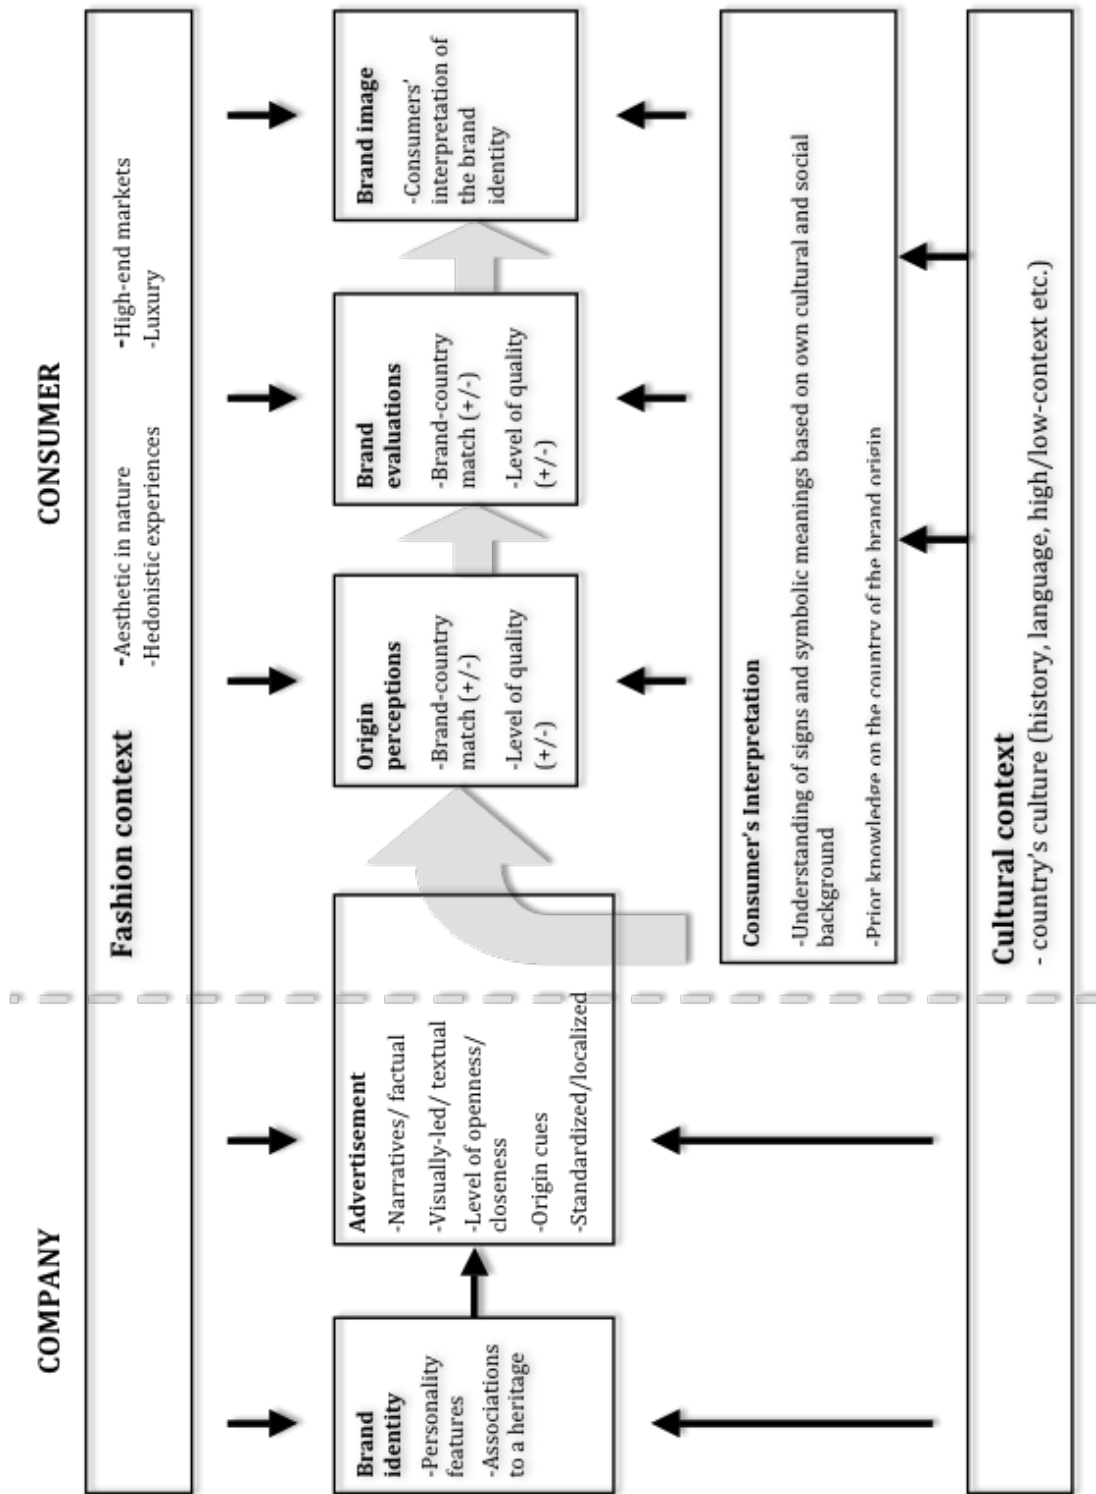 COMPANY
CONSUMER
Fashion context
-Aesthetic in nature
-Hedonistic experiences
-High-end markets
-Luxury
Brand
identity
-Personality
features
-Associations
to a heritage
Advertisement
-Narratives/ factual
-Visually-led/ textual
-Level of openness/
closeness
-Origin cues
-Standardized/localized
Origin
perceptions
-Brand-country
match (+/-)
-Level of quality
(+/-)
Brand
evaluations
-Brand-country
match (+/-)
-Level of quality
(+/-)
Brand image
-Consumers'
interpretation of
the brand
identity
Consumer's Interpretation
-Understanding of signs and symbolic meanings based on own cultural and social
background
-Prior knowledge on the country of the brand origin
Cultural context
- country's culture (history, language, high/low-context etc.)